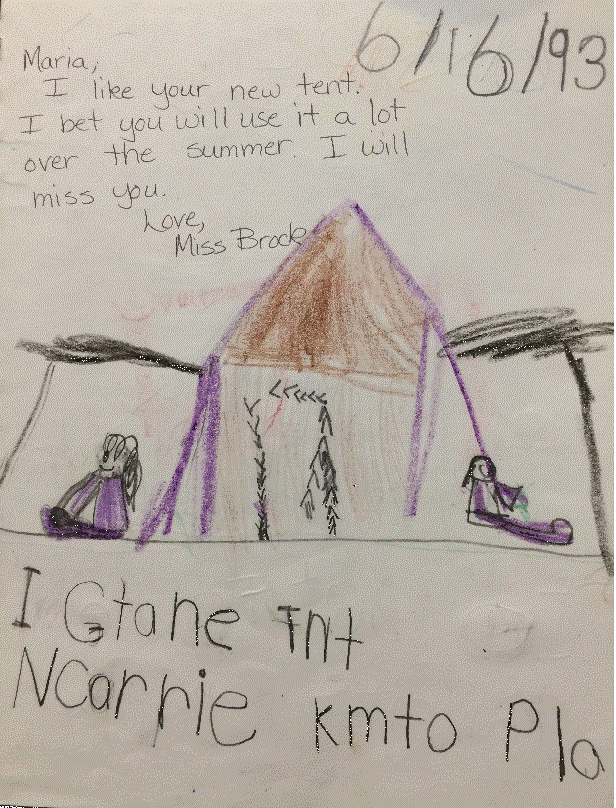 6/16/93
Maria,
I like your new tent.
I bet you will use it a lot
over the summer I will
miss you.
Love,
Miss Brock
I Gtane Tnt
NCarrie kmto Pla